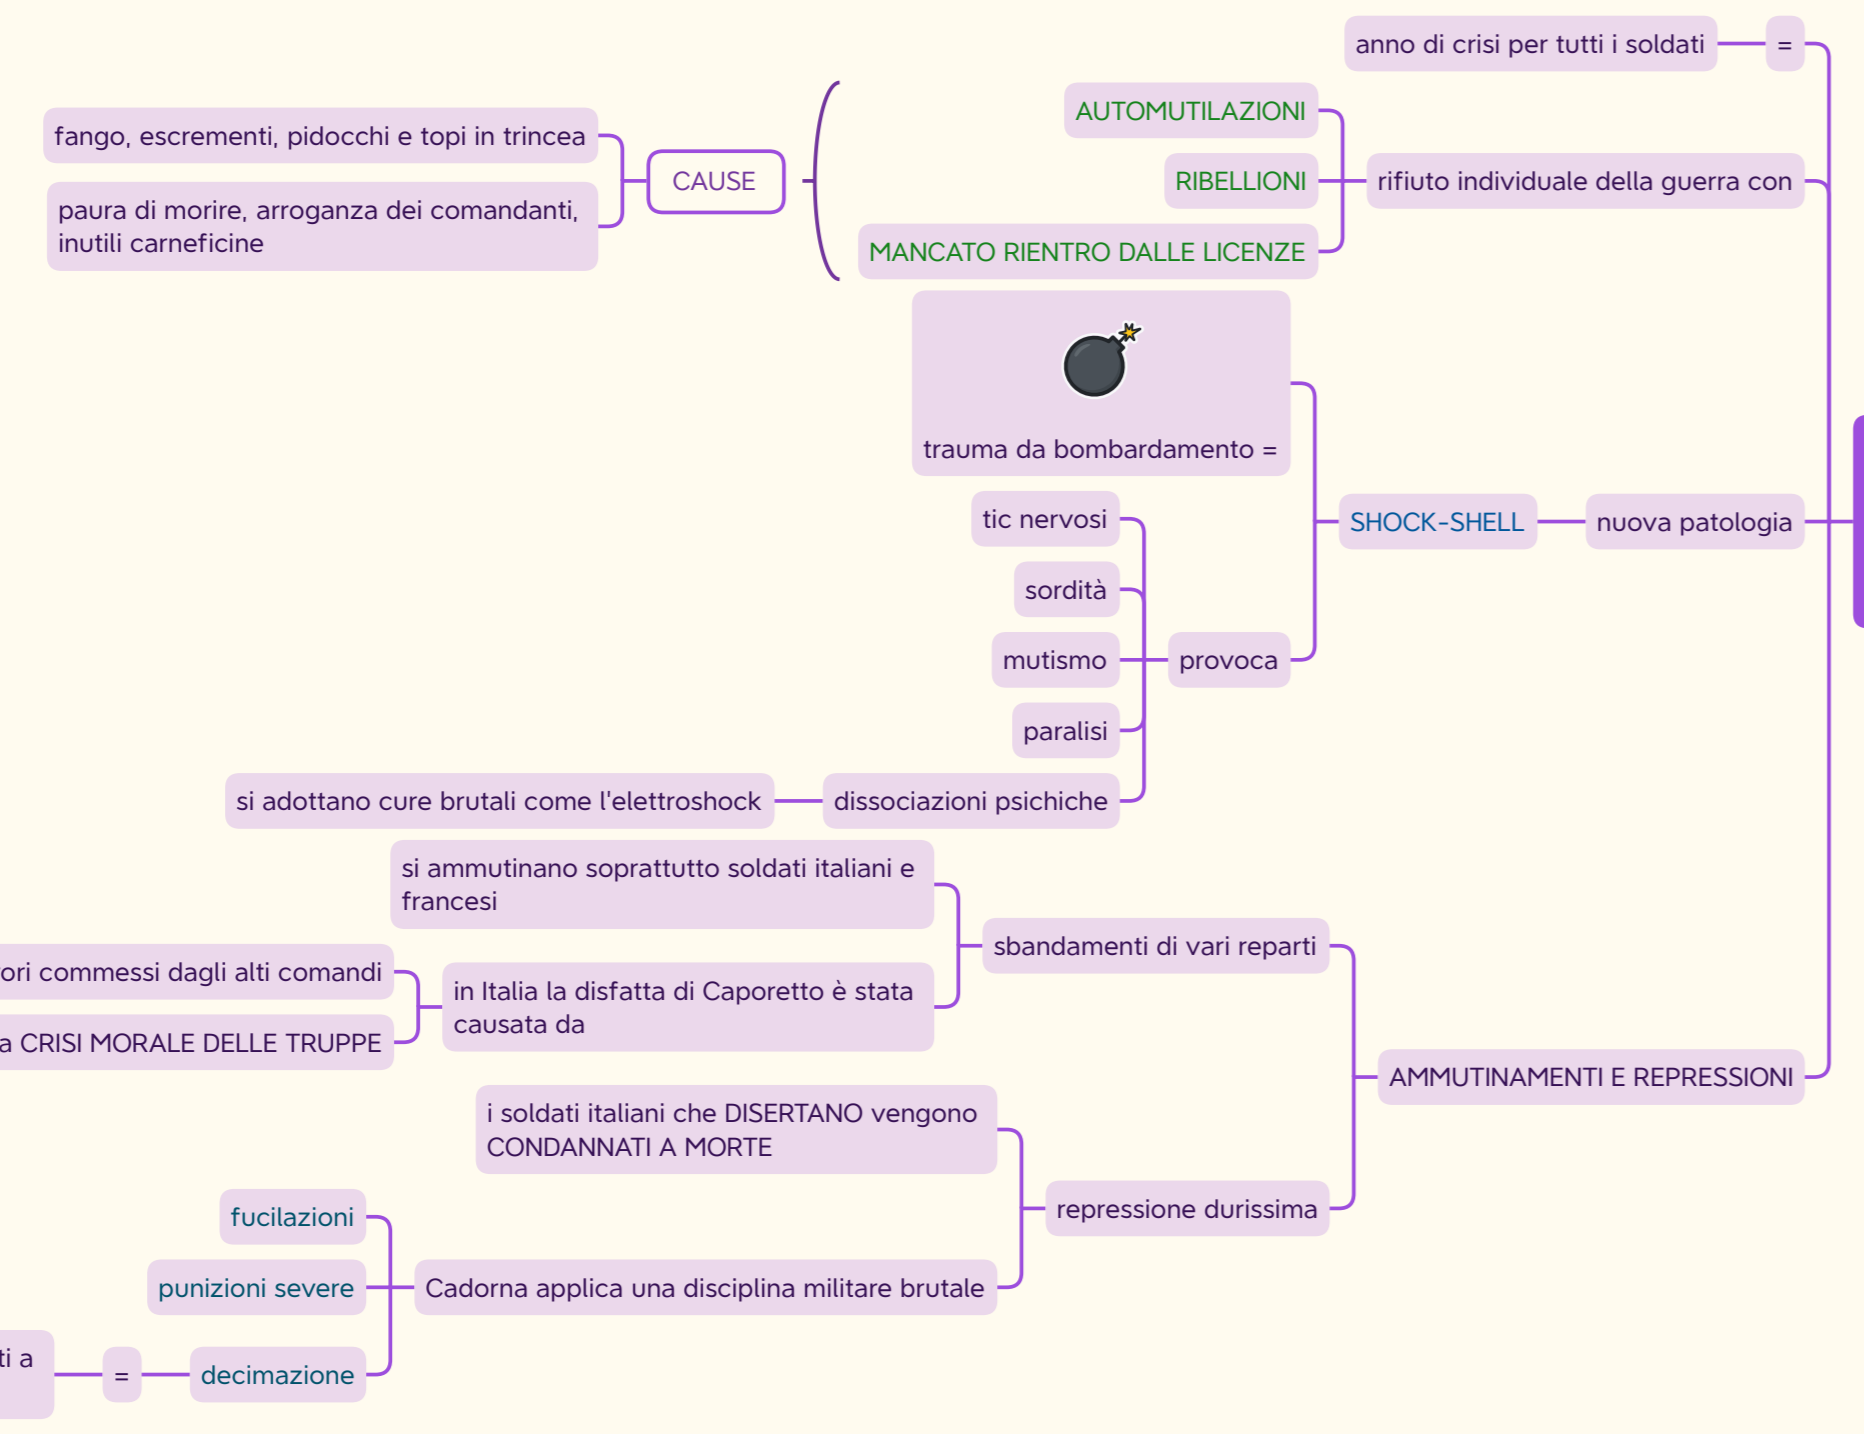 anno di crisi per tutti i soldati
=
rifiuto individuale della guerra con
AUTOMUTILAZIONI
RIBELLIONI
MANCATO RIENTRO DALLE LICENZE
CAUSE
fango, escrementi, pidocchi e topi in trincea
paura di morire, arroganza dei comandanti,
inutili carneficine
nuova patologia
SHOCK-SHELL
trauma da bombardamento =
provoca
tic nervosi
sordità
mutismo
paralisi
dissociazioni psichiche
si adottano cure brutali come l'elettroshock
AMMUTINAMENTI E REPRESSIONI
sbandamenti di vari reparti
si ammutinano soprattutto soldati italiani e
francesi
in Italia la disfatta di Caporetto è stata
causata da
commessi dagli alti comandi
CRISI MORALE DELLE TRUPPE
repressione durissima
i soldati italiani che DISERTANO vengono
CONDANNATI A MORTE
Cadorna applica una disciplina militare brutale
fucilazioni
punizioni severe
decimazione
=
a